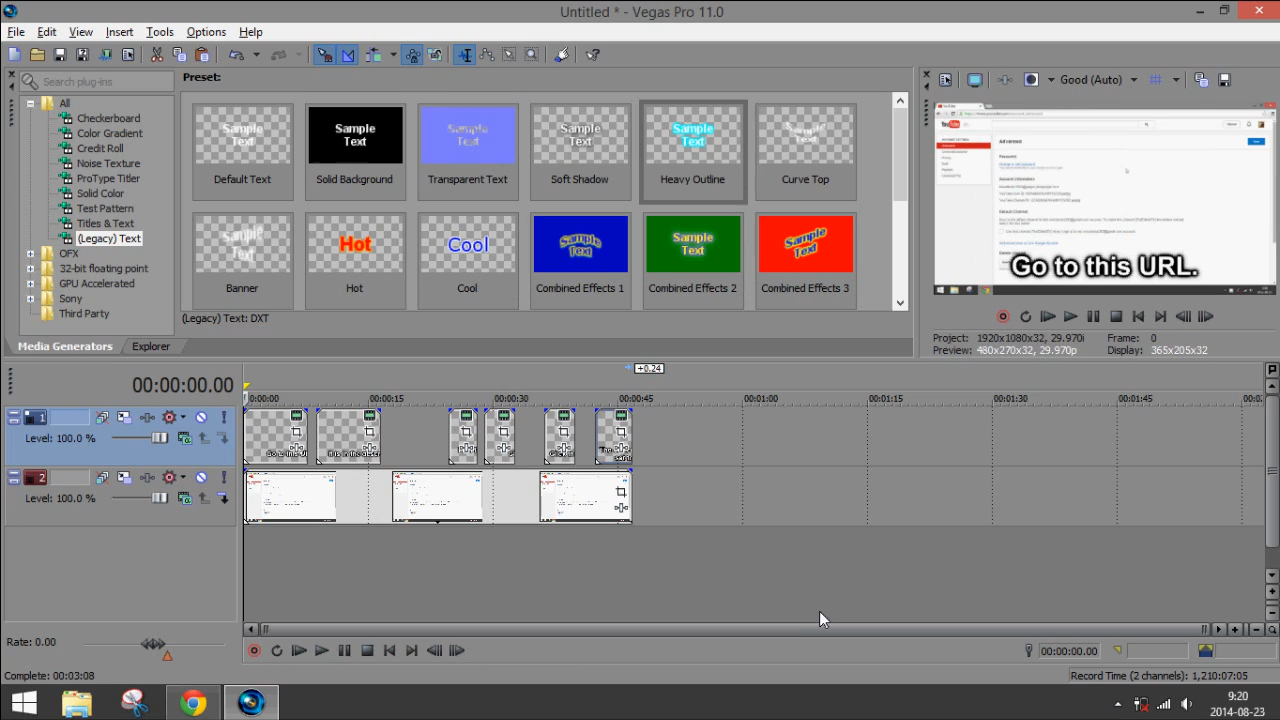 Untitled * - Vegas Pro 11.0
File Edit View Insert Tools Options Help
Search plug-ins
All
Checkerboard
Color Gradient
Credit Roll
Noise Texture
ProType Titler
Solid Color
Test Pattern
Titles & Text
(Legacy) Text
OFX
32-bit floating point
GPU Accelerated
Sony
Third Party
Media Generators Explorer
Preset:
Sample Text Sample Text Sample Text Sample Text Sample Text Sample Text
Default Text Heavy Outline Curve Top
Hot Cool Sample Text Sample Text Sample Text
Banner Hot Cool Combined Effects 1 Combined Effects 2 Combined Effects 3
(Legacy) Text: DXT
Good (Auto)
YouTube
Go to this URL.
Project: 1920x1080x32, 29.970i Frame: 0
Preview: 480x270x32, 29.970p Display: 365x205x32
00:00:00.00
+0.24
0:00:00 00:00:15 00:00:30 00:00:45 00:01:00 00:01:15 00:01:30 00:01:45
1
Level: 100.0 %
2
Level: 100.0 %
Rate: 0.00
00:00:00.00
Complete: 00:03:08
Record Time (2 channels): 1,210:07:05
9:20
2014-08-23